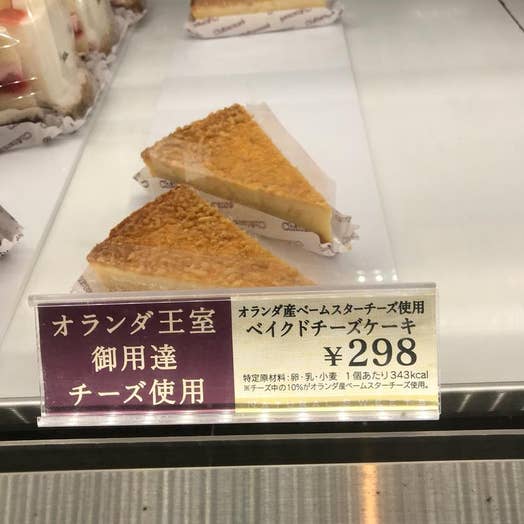 オランダ王室
御用達
チーズ使用
オランダ産ベームスターチーズ使用
ベイクドチーズケーキ
¥298
特定原材料:卵・乳・小麦 1個あたり343kcal
※チーズ中の10%がオランダ産ベームスターチーズ使用。